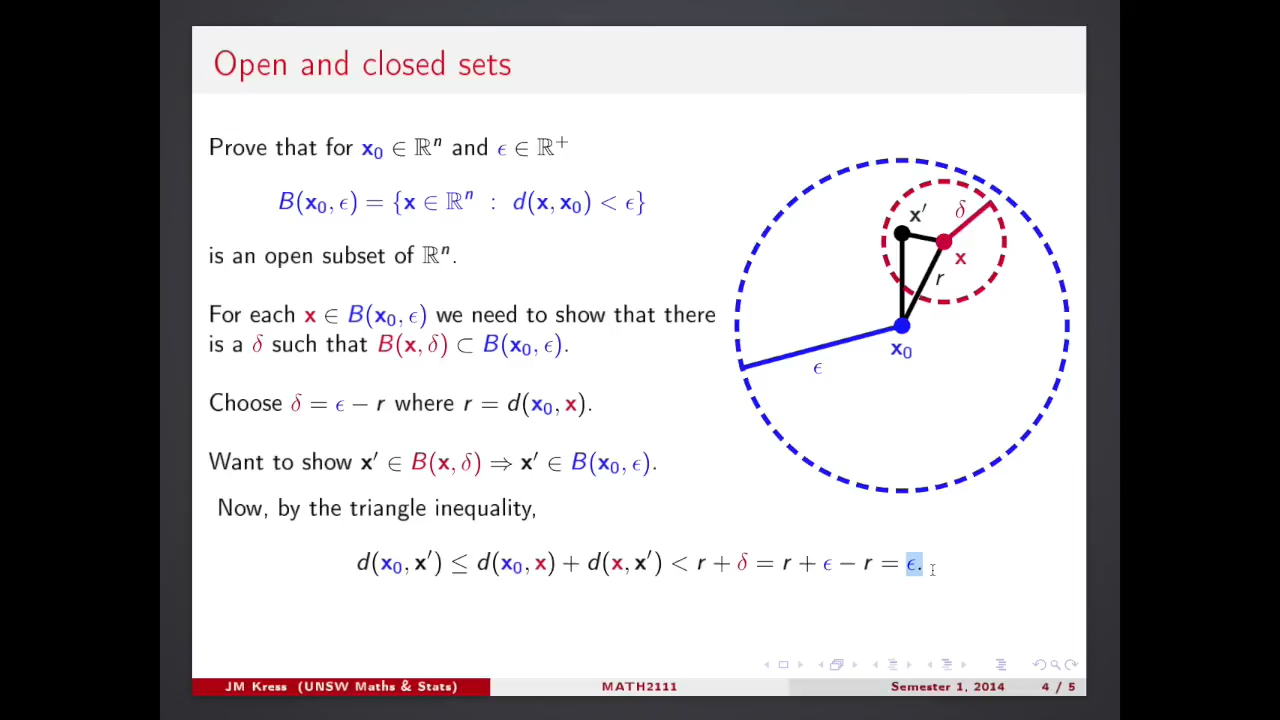 Open and closed sets
Prove that for x₀ ∈ ℝⁿ and ϵ ∈ ℝ⁺
B(x₀, ϵ) = {x ∈ ℝⁿ : d(x, x₀) < ϵ}
is an open subset of ℝⁿ.
For each x ∈ B(x₀, ϵ) we need to show that there
is a δ such that B(x, δ) ⊂ B(x₀, ϵ).
Choose δ = ϵ − r where r = d(x₀, x).
Want to show x′ ∈ B(x, δ) ⇒ x′ ∈ B(x₀, ϵ).
Now, by the triangle inequality,
d(x₀, x′) ≤ d(x₀, x) + d(x, x′) < r + δ = r + ϵ − r = ϵ.
x′
δ
x
r
x₀
ϵ
JM Kress (UNSW Maths & Stats) MATH2111 Semester 1, 2014 4 / 5